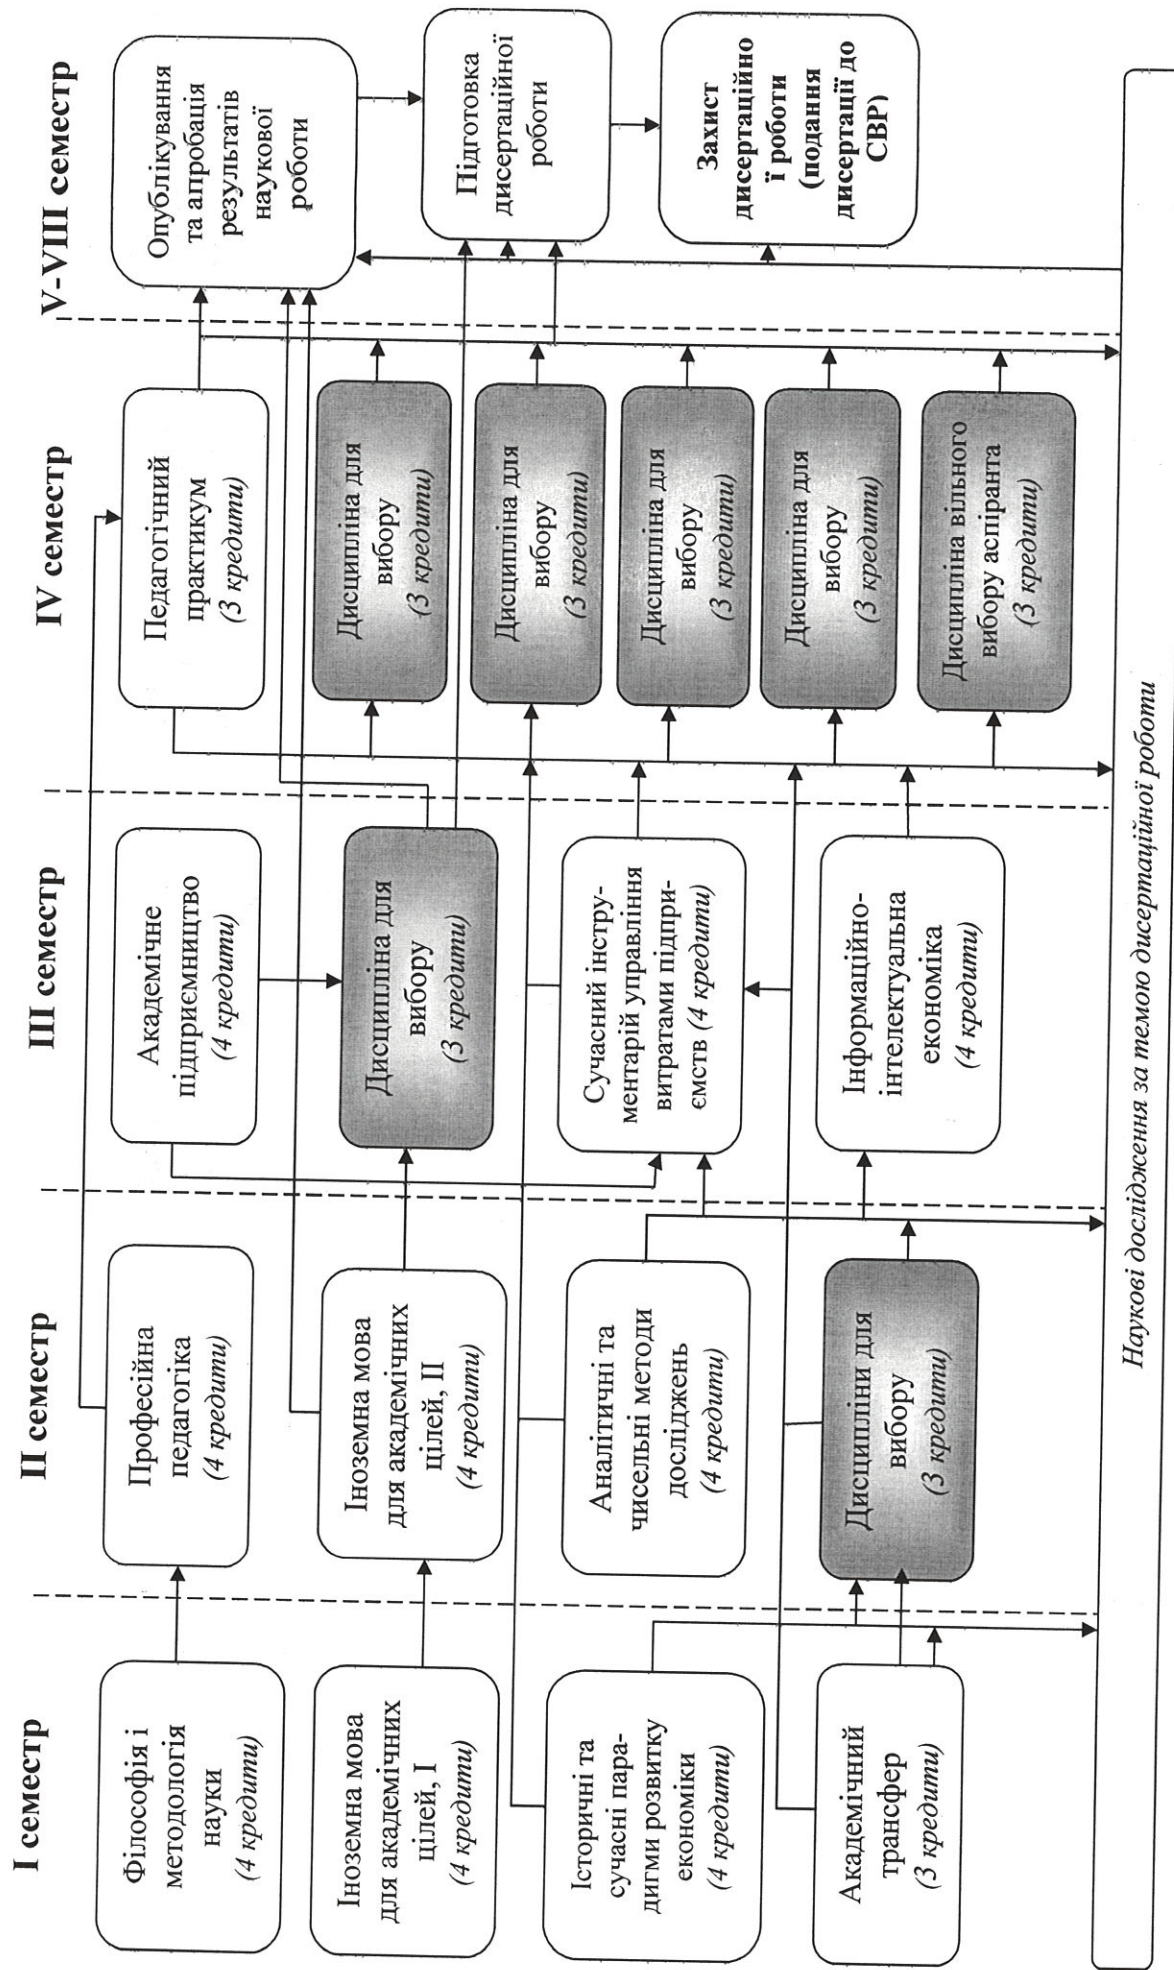 I семестр
Філософія і
методологія
науки
(4 кредити)
Іноземна мова
для академічних
цілей, I
(4 кредити)
Історичні та
сучасні пара-
дигми розвитку
економіки
(4 кредити)
Академічний
трансфер
(3 кредити)
II семестр
Професійна
педагогіка
(4 кредити)
Іноземна мова
для академічних
цілей, II
(4 кредити)
Аналітичні та
чисельні методи
досліджень
(4 кредити)
Дисципліни для
вибору
(3 кредити)
III семестр
Академічне
підприємництво
(4 кредити)
Дисципліна для
вибору
(3 кредити)
Сучасний інстру-
ментарій управління
витратами підпри-
ємств (4 кредити)
Інформаційно-
інтелектуальна
економіка
(4 кредити)
IV семестр
Педагогічний
практикум
(3 кредити)
Дисципліна для
вибору
(3 кредити)
Дисципліна для
вибору
(3 кредити)
Дисципліна для
вибору
(3 кредити)
Дисципліна для
вибору
(3 кредити)
Дисципліна вільного
вибору аспіранта
(3 кредити)
V-VIII семестр
Опублікування
та апробація
результатів
наукової
роботи
Підготовка
дисертаційної
роботи
Захист
дисертаційно
ї роботи
(подання
дисертації до
СВР)
Наукові дослідження за темою дисертаційної роботи